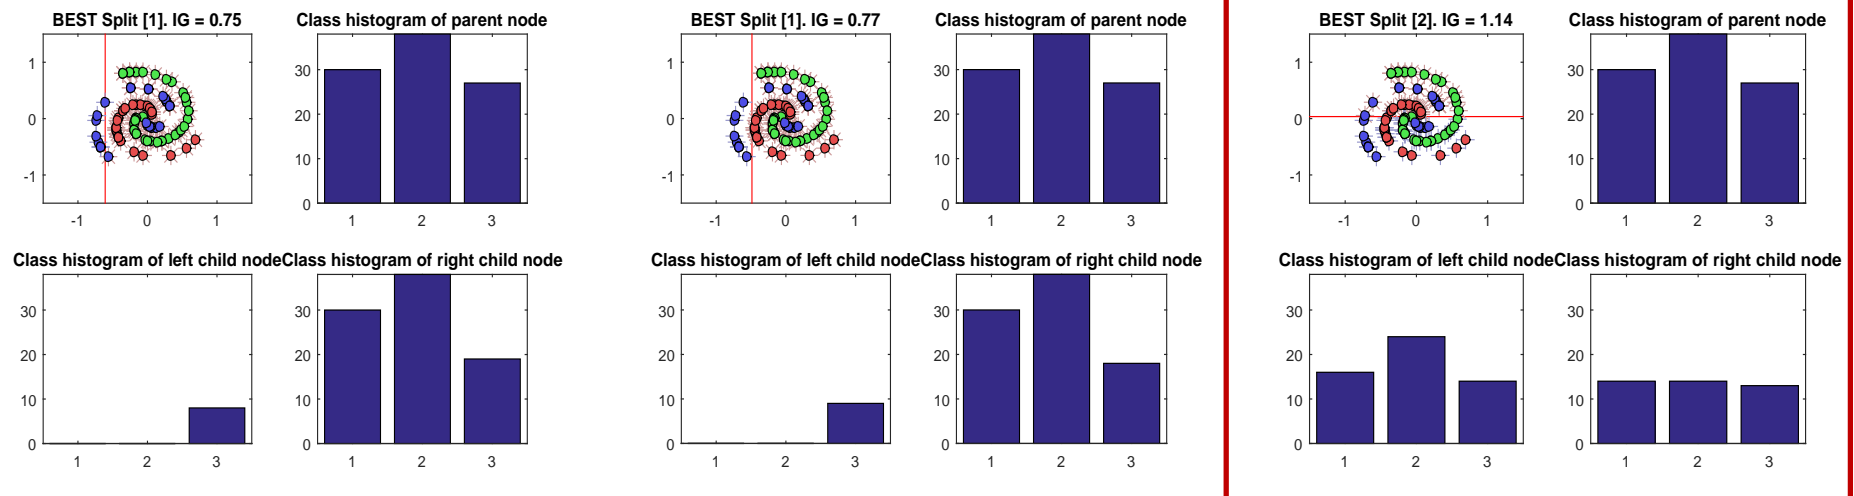 BEST Split [1]. IG = 0.75
Class histogram of parent node
1
0
-1
-1 0 1
30
20
10
0
1 2 3
Class histogram of left child node
Class histogram of right child node
30
20
10
0
1 2 3
30
20
10
0
1 2 3
BEST Split [1]. IG = 0.77
Class histogram of parent node
1
0
-1
-1 0 1
30
20
10
0
1 2 3
Class histogram of left child node
Class histogram of right child node
30
20
10
0
1 2 3
30
20
10
0
1 2 3
BEST Split [2]. IG = 1.14
Class histogram of parent node
1
0
-1
-1 0 1
30
20
10
0
1 2 3
Class histogram of left child node
Class histogram of right child node
30
20
10
0
1 2 3
30
20
10
0
1 2 3